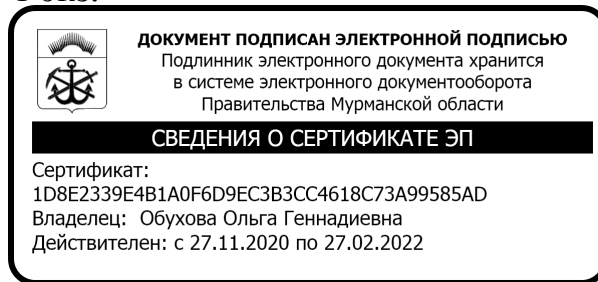 ДОКУМЕНТ ПОДПИСАН ЭЛЕКТРОННОЙ ПОДПИСЬЮ
Подлинник электронного документа хранится
в системе электронного документооборота
Правительства Мурманской области
СВЕДЕНИЯ О СЕРТИФИКАТЕ ЭП
Сертификат:
1D8E2339E4B1A0F6D9EC3B3CC4618C73A99585AD
Владелец: Обухова Ольга Геннадиевна
Действителен: с 27.11.2020 по 27.02.2022